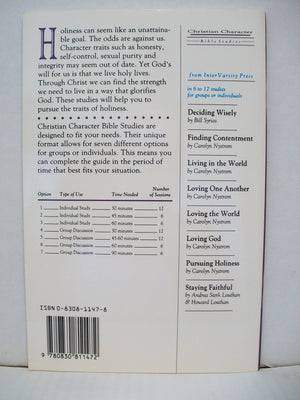 Holiness can seem like an unattaina-
ble goal. The odds are against us.
Character traits such as honesty,
self-control, sexual purity and
integrity may seem out of date. Yet God's
will for us is that we live holy lives.
Through Christ we can find the strength
we need to live in a way that glorifies
God. These studies will help you
to pursue the traits of holiness.
Christian Character Bible Studies are
designed to fit your needs. Their unique
format allows for seven different options
for groups or individuals. This means you
can complete the guide in the period of
time that best fits your situation.
Option Type of Use Time Needed Number of Sessions
1 Individual Study 30 minutes 12
2 Individual Study 45 minutes 6
3 Individual Study 60 minutes 6
4 Group Discussion 30 minutes 12
5 Group Discussion 45-60 minutes 12
6 Group Discussion 60 minutes 6
7 Group Discussion 90 minutes 6
ISBN 0-8308-1147-8
9 780830 811472
Christian Character
Bible Studies
from InterVarsity Press
in 6 to 12 studies
for groups or individuals
Deciding Wisely
by Bill Syrios
Finding Contentment
by Carolyn Nystrom
Living in the World
by Carolyn Nystrom
Loving One Another
by Carolyn Nystrom
Loving the World
by Carolyn Nystrom
Loving God
by Carolyn Nystrom
Pursuing Holiness
by Carolyn Nystrom
Staying Faithful
by Andrea Sterk Louthan
& Howard Louthan